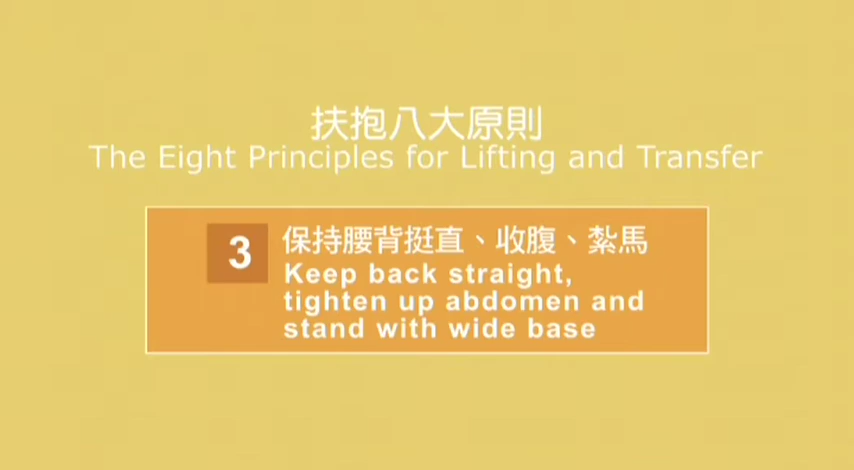 扶抱八大原則
The Eight Principles for Lifting and Transfer
3
保持腰背挺直、收腹、紮馬
Keep back straight,
tighten up abdomen and
stand with wide base